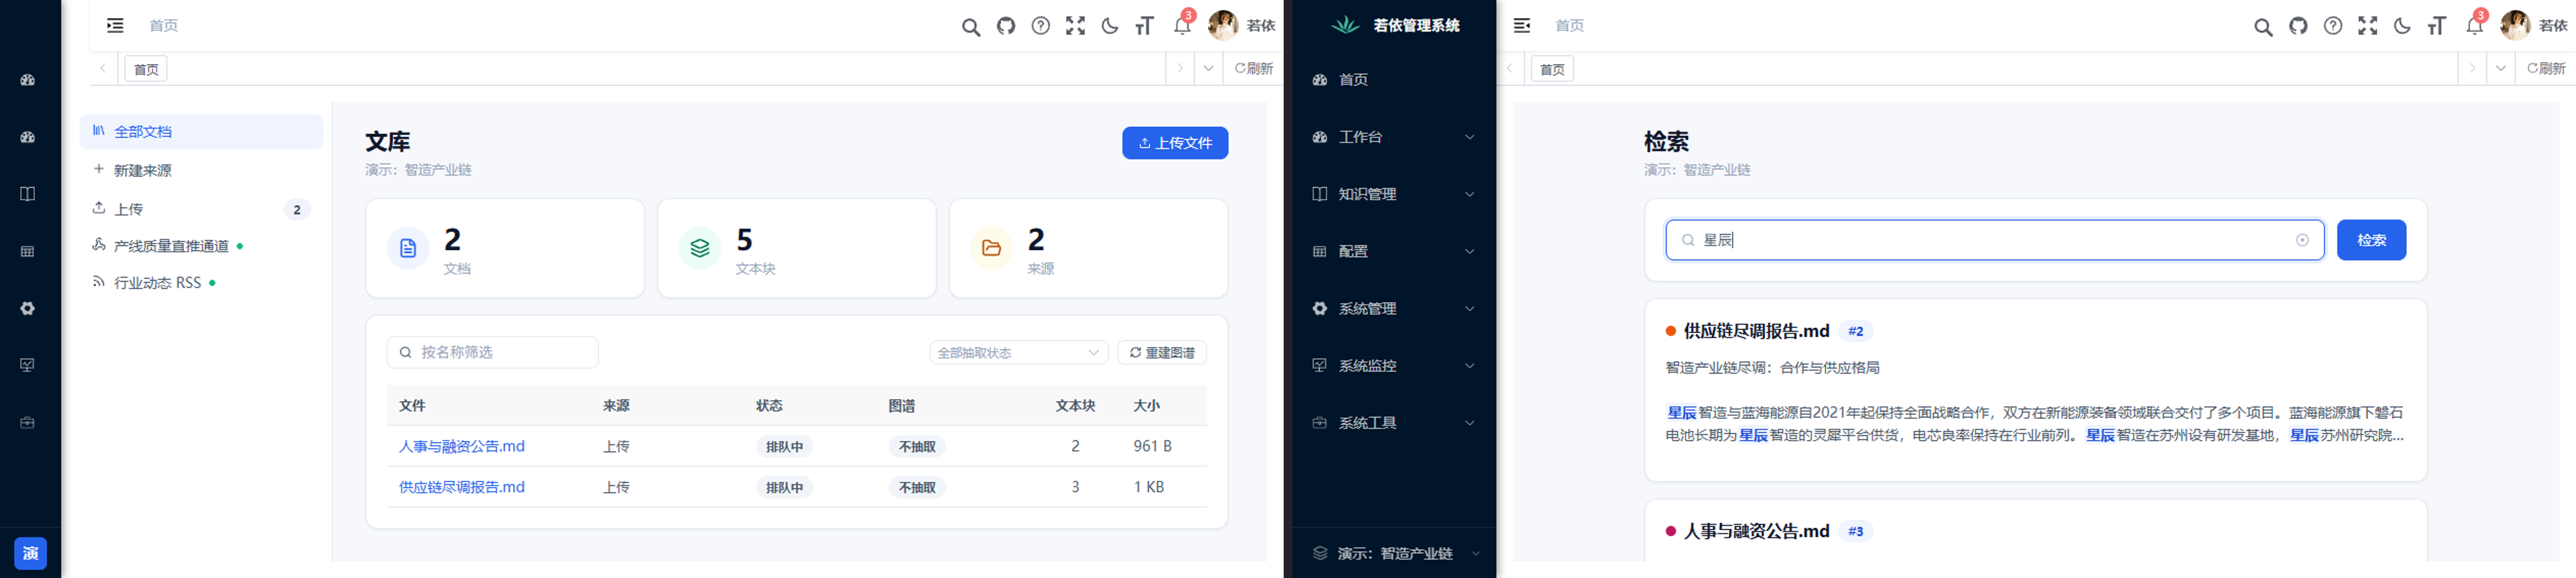 首页
3
若依
首页
刷新
全部文档
新建来源
上传 2
产线质量直推通道
行业动态 RSS
演
文库
演示：智造产业链
上传文件
2
文档
5
文本块
2
来源
按名称筛选
全部抽取状态
重建图谱
文件 来源 状态 图谱 文本块 大小
人事与融资公告.md 上传 排队中 不抽取 2 961 B
供应链尽调报告.md 上传 排队中 不抽取 3 1 KB
若依管理系统
首页
工作台
知识管理
配置
系统管理
系统监控
系统工具
演示：智造产业链
首页
3
若依
首页
刷新
检索
演示：智造产业链
星辰
检索
供应链尽调报告.md #2
智造产业链尽调：合作与供应格局
星辰智造与蓝海能源自2021年起保持全面战略合作，双方在新能源装备领域联合交付了多个项目。蓝海能源旗下磐石
电池长期为星辰智造的灵犀平台供货，电芯良率保持在行业前列。星辰智造在苏州设有研发基地，星辰苏州研究院...
人事与融资公告.md #3